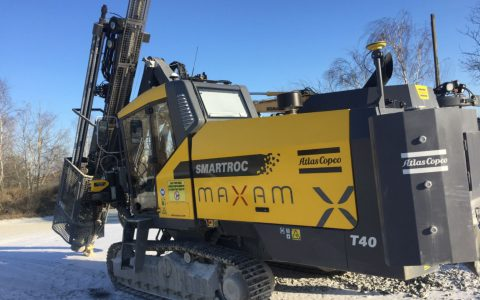 SMARTROC
Atlas Copco
MAXAM
Atlas Copco
T40